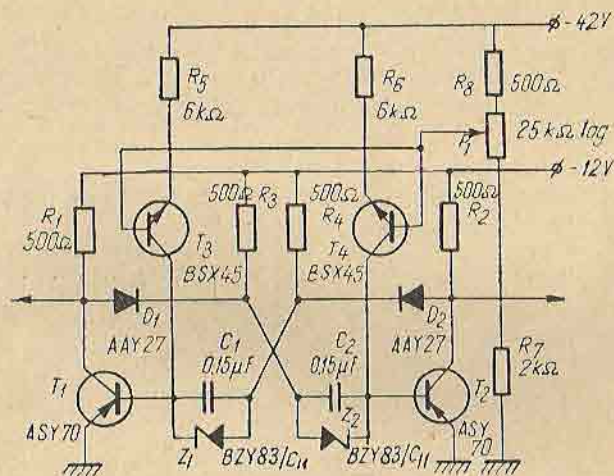 -42V
R5
6kΩ
R6
6kΩ
R8
500Ω
P1
25 kΩ log
-12V
R1
500Ω
T3
BSX45
500Ω
R3
500Ω
R4
T4
BSX45
500Ω
R2
D1
AAY27
D2
AAY27
C1
0.15µF
C2
0.15µF
R7
2kΩ
T1
ASY70
T2
ASY
70
Z1
BZY83/C11
Z2
BZY83/C11